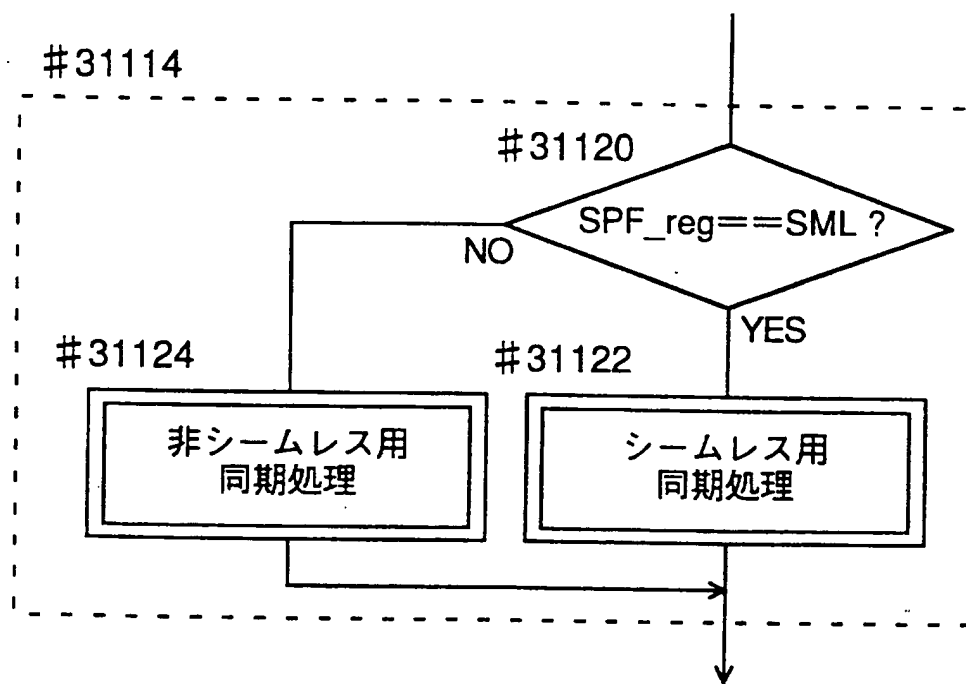 #31114
#31120
SPF_reg==SML ?
NO
YES
#31124
#31122
非シームレス用
同期処理
シームレス用
同期処理